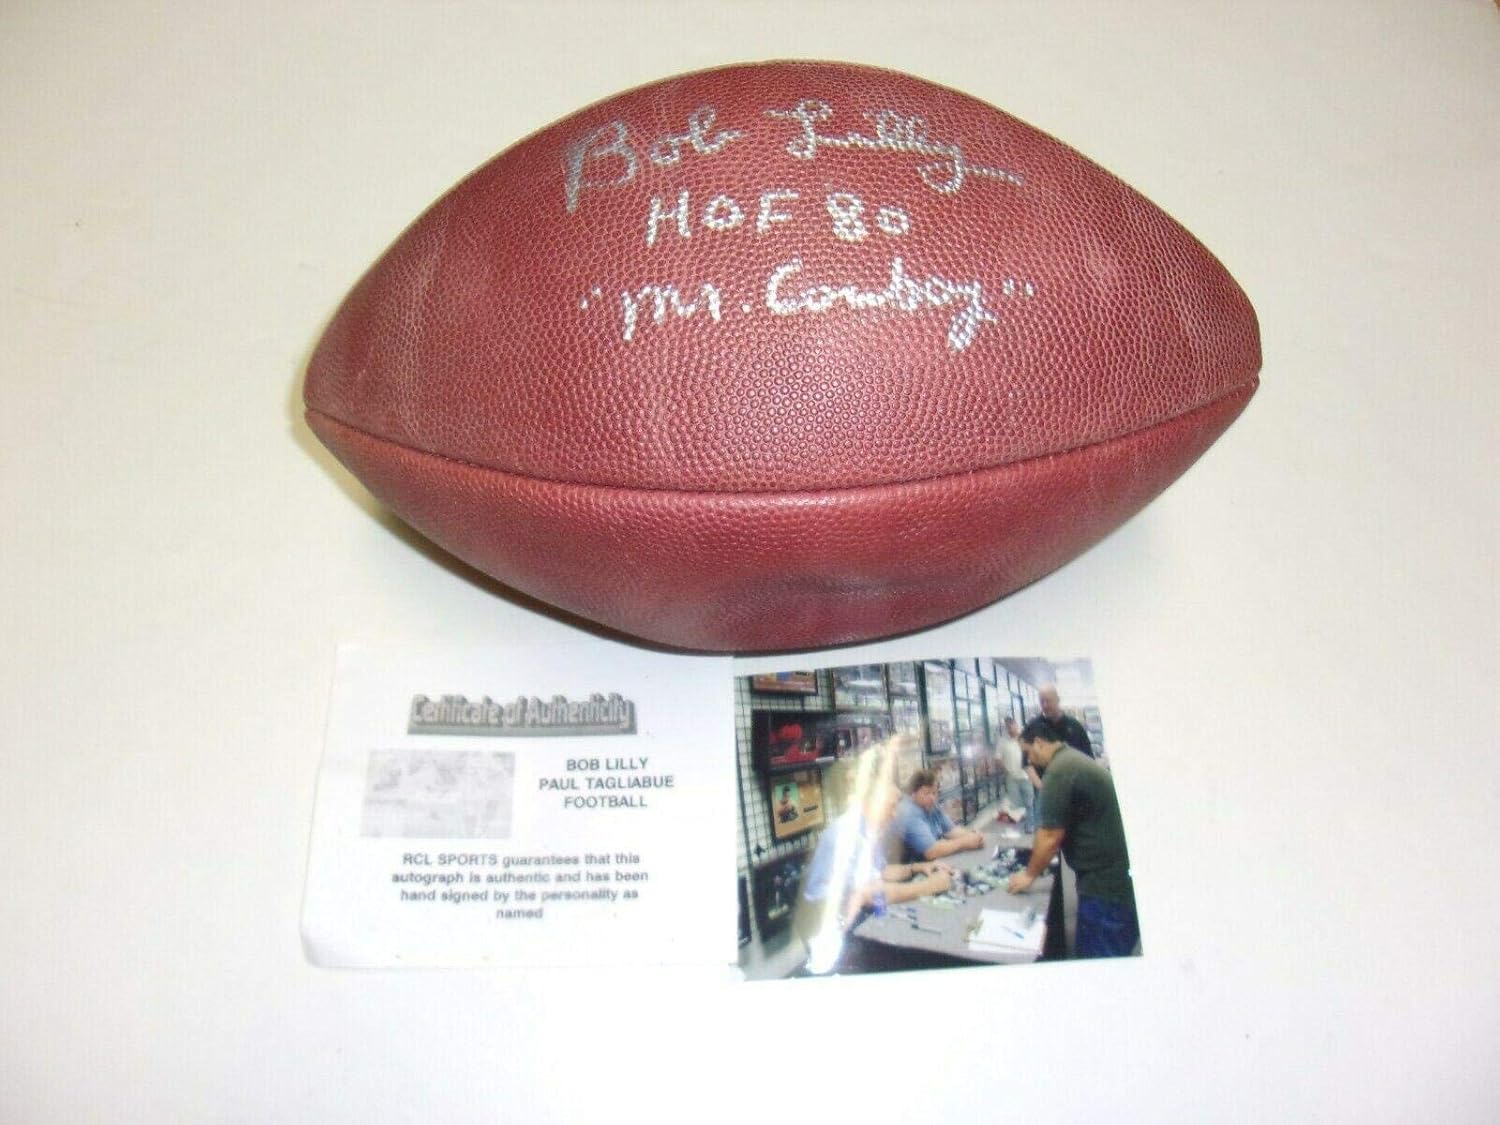 Bob Lilly
HOF 80
"Mr. Cowboy"
Certificate of Authenticity
BOB LILLY
PAUL TAGLIABUE
FOOTBALL
RCL SPORTS guarantees that this
autograph is authentic and has been
hand signed by the personality as
named